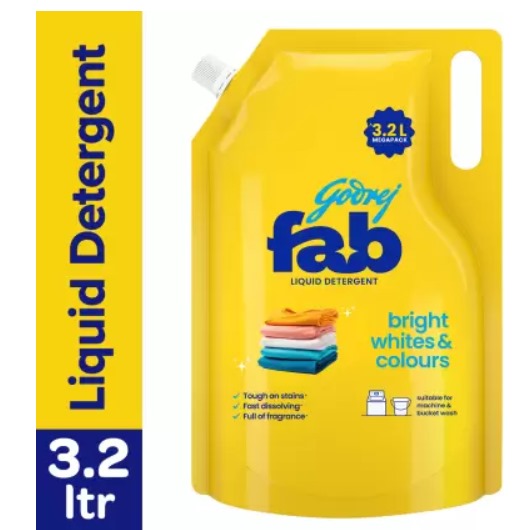 Liquid Detergent
3.2
ltr
3.2 L
MEGAPACK
Godrej
fab
LIQUID DETERGENT
bright
whites &
colours
Tough on stains*
Fast dissolving*
Full of fragrance*
suitable for
machine &
bucket wash